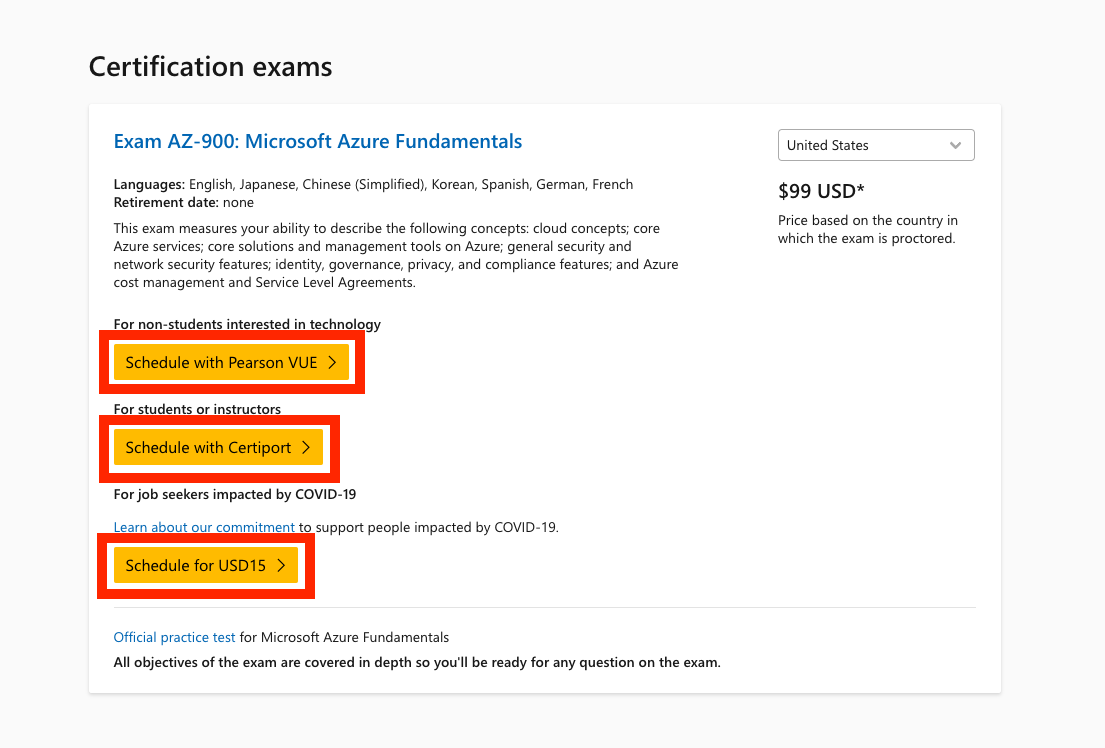 Certification exams
Exam AZ-900: Microsoft Azure Fundamentals
United States
Languages: English, Japanese, Chinese (Simplified), Korean, Spanish, German, French
Retirement date: none
$99 USD*
Price based on the country in
which the exam is proctored.
This exam measures your ability to describe the following concepts: cloud concepts; core
Azure services; core solutions and management tools on Azure; general security and
network security features; identity, governance, privacy, and compliance features; and Azure
cost management and Service Level Agreements.
For non-students interested in technology
Schedule with Pearson VUE
For students or instructors
Schedule with Certiport
For job seekers impacted by COVID-19
Learn about our commitment to support people impacted by COVID-19.
Schedule for USD15
Official practice test for Microsoft Azure Fundamentals
All objectives of the exam are covered in depth so you'll be ready for any question on the exam.